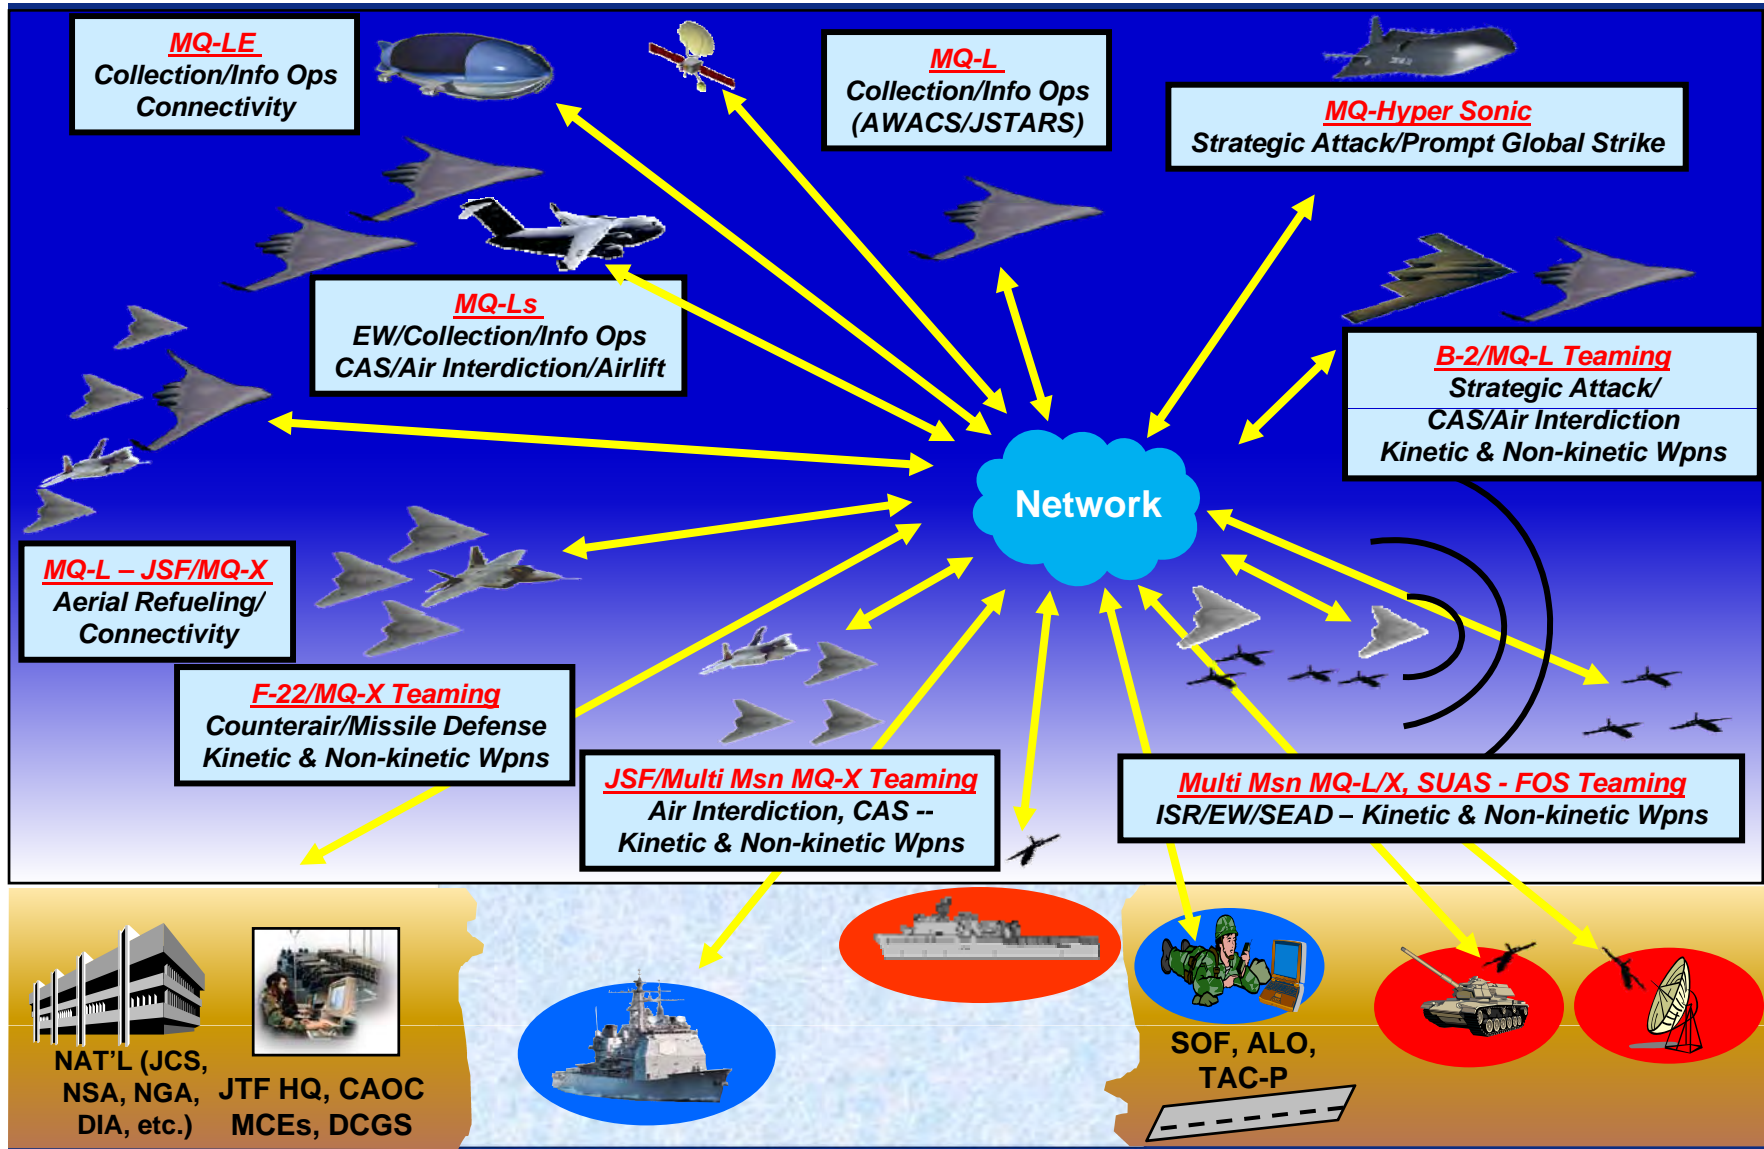 MQ-LE
Collection/Info Ops
Connectivity
MQ-L
Collection/Info Ops
(AWACS/JSTARS)
MQ-Hyper Sonic
Strategic Attack/Prompt Global Strike
MQ-Ls
EW/Collection/Info Ops
CAS/Air Interdiction/Airlift
B-2/MQ-L Teaming
Strategic Attack/
CAS/Air Interdiction
Kinetic & Non-kinetic Wpns
Network
MQ-L – JSF/MQ-X
Aerial Refueling/
Connectivity
F-22/MQ-X Teaming
Counterair/Missile Defense
Kinetic & Non-kinetic Wpns
JSF/Multi Msn MQ-X Teaming
Air Interdiction, CAS --
Kinetic & Non-kinetic Wpns
Multi Msn MQ-L/X, SUAS - FOS Teaming
ISR/EW/SEAD – Kinetic & Non-kinetic Wpns
NAT'L (JCS,
NSA, NGA,
DIA, etc.)
JTF HQ, CAOC
MCEs, DCGS
SOF, ALO,
TAC-P